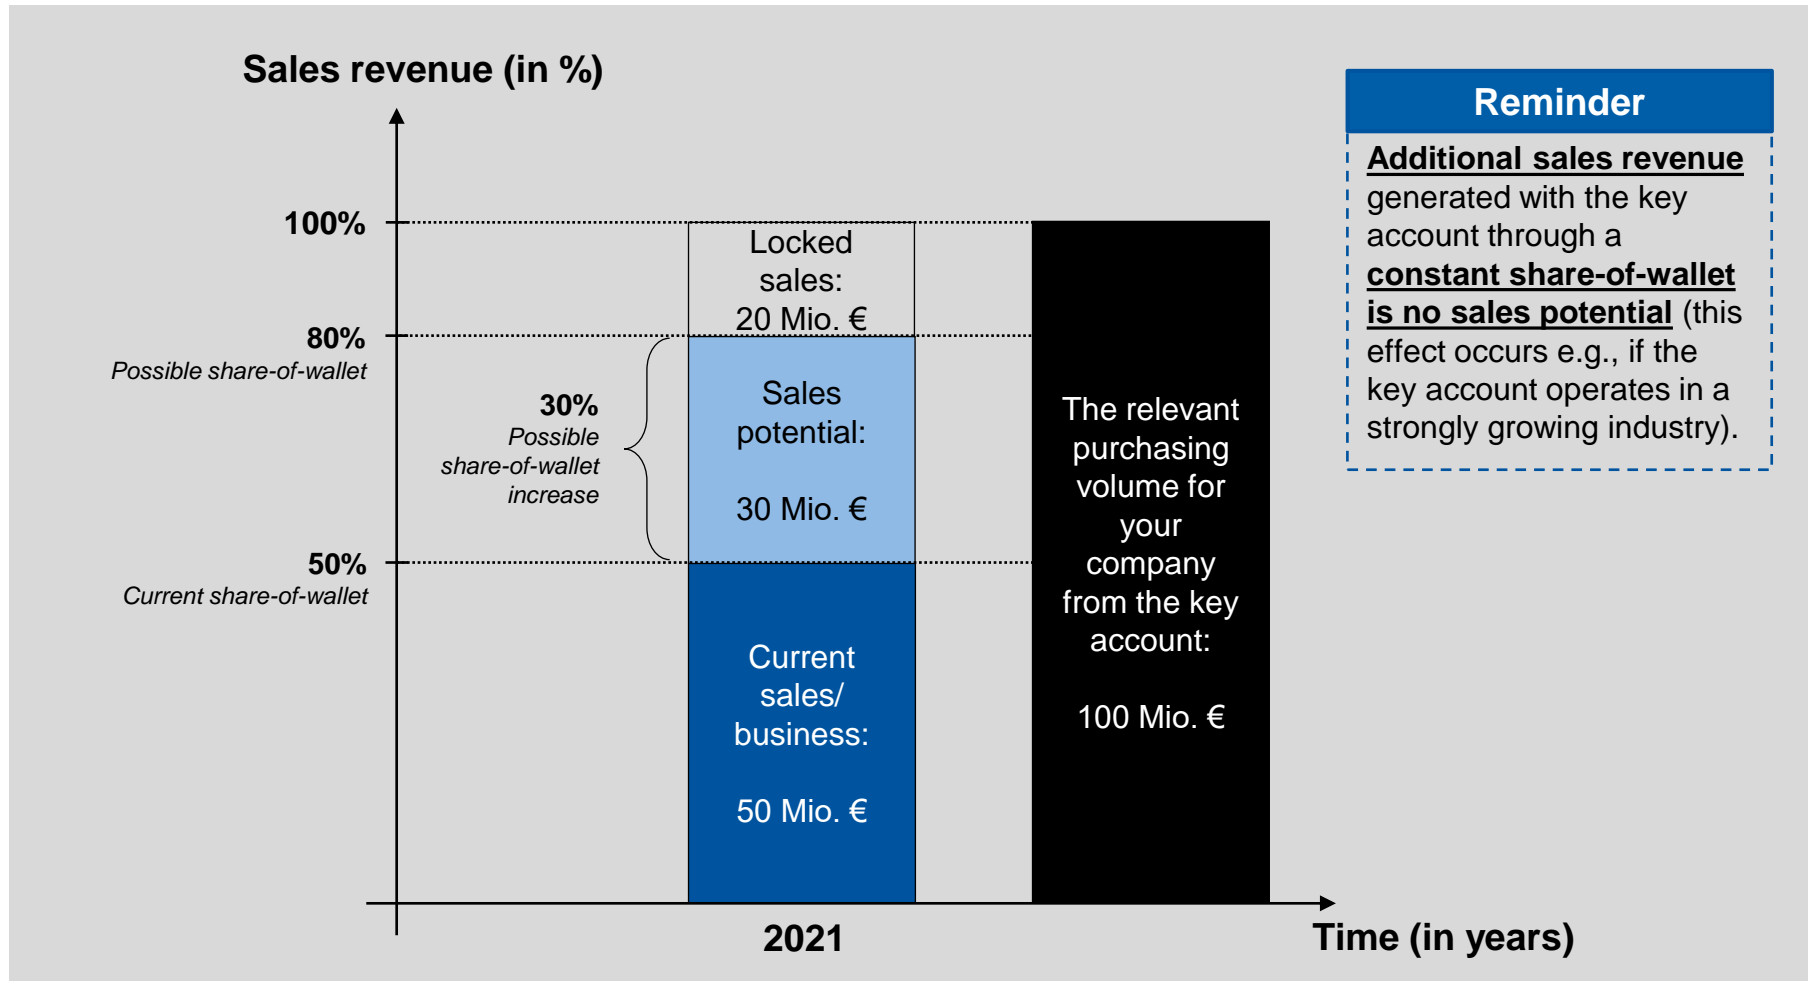 Sales revenue (in %)
100%
80%
Possible share-of-wallet
30%
Possible
share-of-wallet
increase
50%
Current share-of-wallet
Locked
sales:
20 Mio. €
Sales
potential:
30 Mio. €
Current
sales/
business:
50 Mio. €
The relevant
purchasing
volume for
your
company
from the key
account:
100 Mio. €
2021
Time (in years)
Reminder
Additional sales revenue
generated with the key
account through a
constant share-of-wallet
is no sales potential (this
effect occurs e.g., if the
key account operates in a
strongly growing industry).